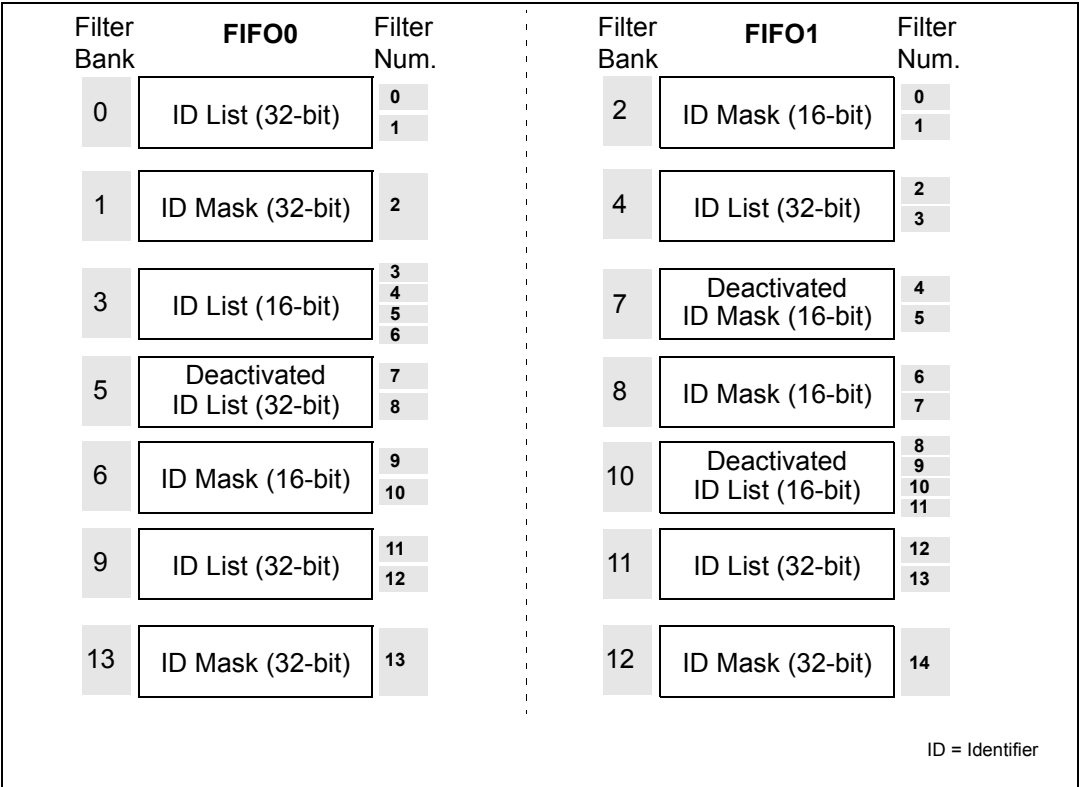 Filter Bank
FIFO0
Filter Num.
0
ID List (32-bit)
0
1
1
ID Mask (32-bit)
2
3
ID List (16-bit)
3
4
5
6
5
Deactivated
ID List (32-bit)
7
8
6
ID Mask (16-bit)
9
10
9
ID List (32-bit)
11
12
13
ID Mask (32-bit)
13
Filter Bank
FIFO1
Filter Num.
2
ID Mask (16-bit)
0
1
4
ID List (32-bit)
2
3
7
Deactivated
ID Mask (16-bit)
4
5
8
ID Mask (16-bit)
6
7
10
Deactivated
ID List (16-bit)
8
9
10
11
11
ID List (32-bit)
12
13
12
ID Mask (32-bit)
14
ID = Identifier